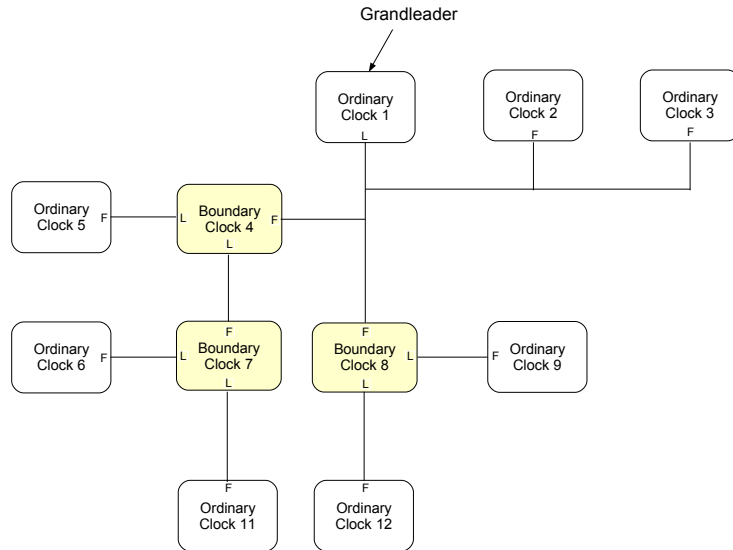 Grandleader
Ordinary
Clock 1
L
Ordinary
Clock 2
F
Ordinary
Clock 3
F
Ordinary
Clock 5
F
L
Boundary
Clock 4
F
L
Ordinary
Clock 6
F
F
L
Boundary
Clock 7
L
F
Boundary
Clock 8
L
L
F
Ordinary
Clock 9
F
Ordinary
Clock 11
F
Ordinary
Clock 12